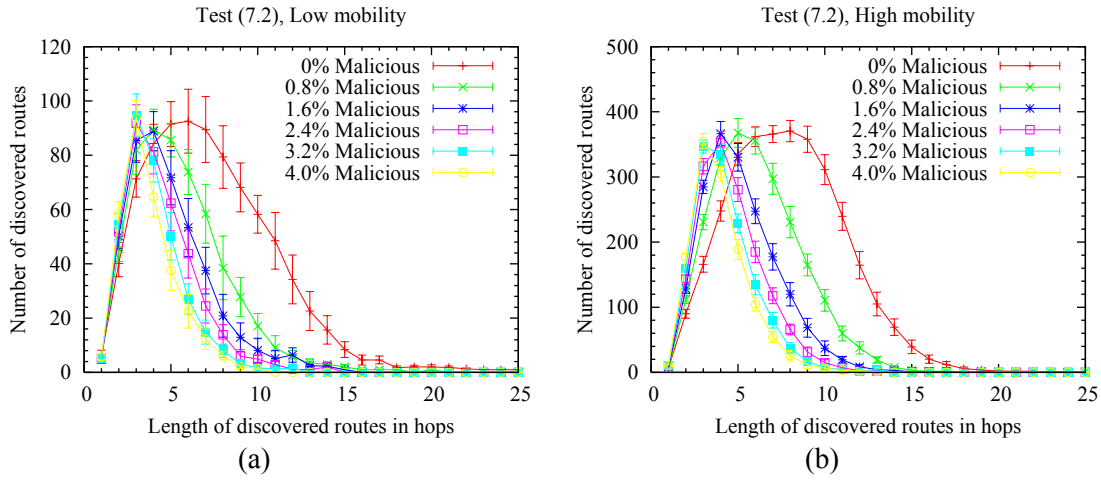 Test (7.2), Low mobility
Number of discovered routes
120
100
80
60
40
20
0
0% Malicious
0.8% Malicious
1.6% Malicious
2.4% Malicious
3.2% Malicious
4.0% Malicious
0 5 10 15 20 25
Length of discovered routes in hops
(a)
Test (7.2), High mobility
Number of discovered routes
500
400
300
200
100
0
0% Malicious
0.8% Malicious
1.6% Malicious
2.4% Malicious
3.2% Malicious
4.0% Malicious
0 5 10 15 20 25
Length of discovered routes in hops
(b)